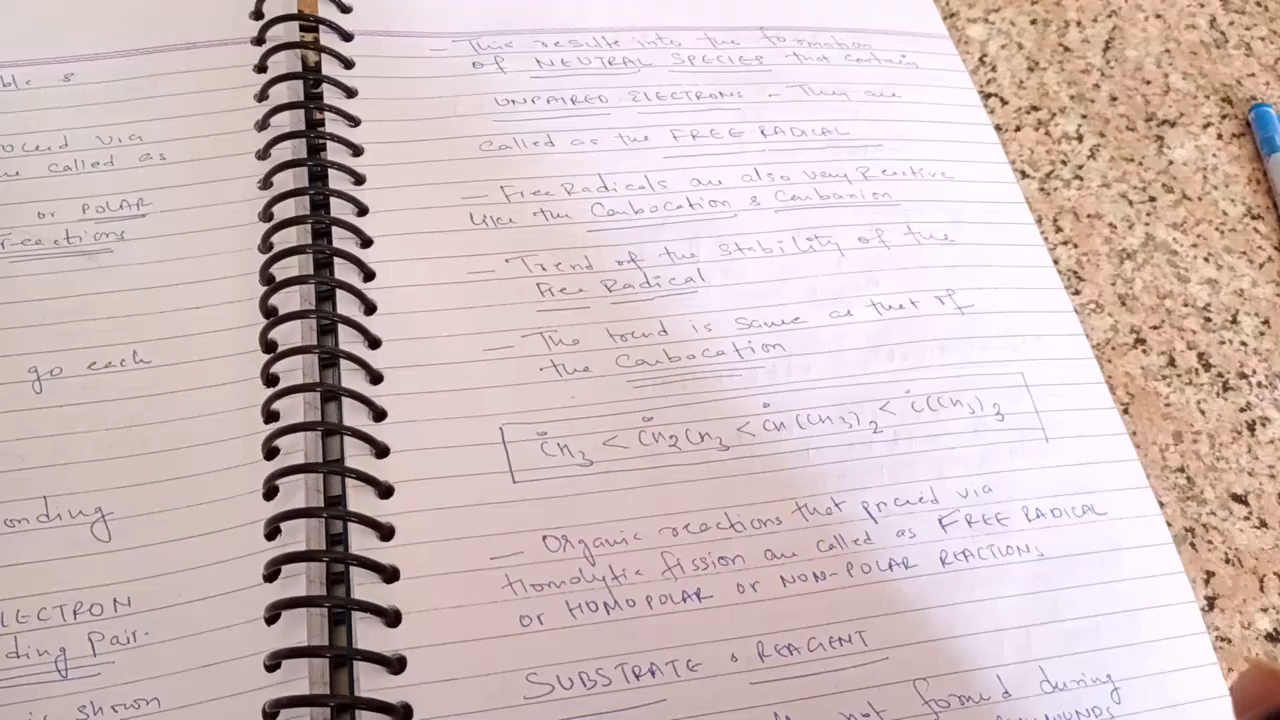 ble s
oceed via
called as
or POLAR
reactions
go each
onding
LECTRON
ding Pair.
is shown
- This results into the formation
of NEUTRAL SPECIES that contain
UNPAIRED ELECTRONS - They are
called as the FREE RADICAL
- Free Radicals are also very Reactive
like the Carbocation & Carbanion
- Trend of the Stability of the
Free Radical
- The trend is same as that of
the Carbocation
ĊH3 < ĊH2CH3 < ĊH(CH3)2 < Ċ(CH3)3
- Organic reactions that proceed via
Homolytic fission are called as FREE RADICAL
or HOMOPOLAR or NON-POLAR REACTIONS
SUBSTRATE & REAGENT
not formed during